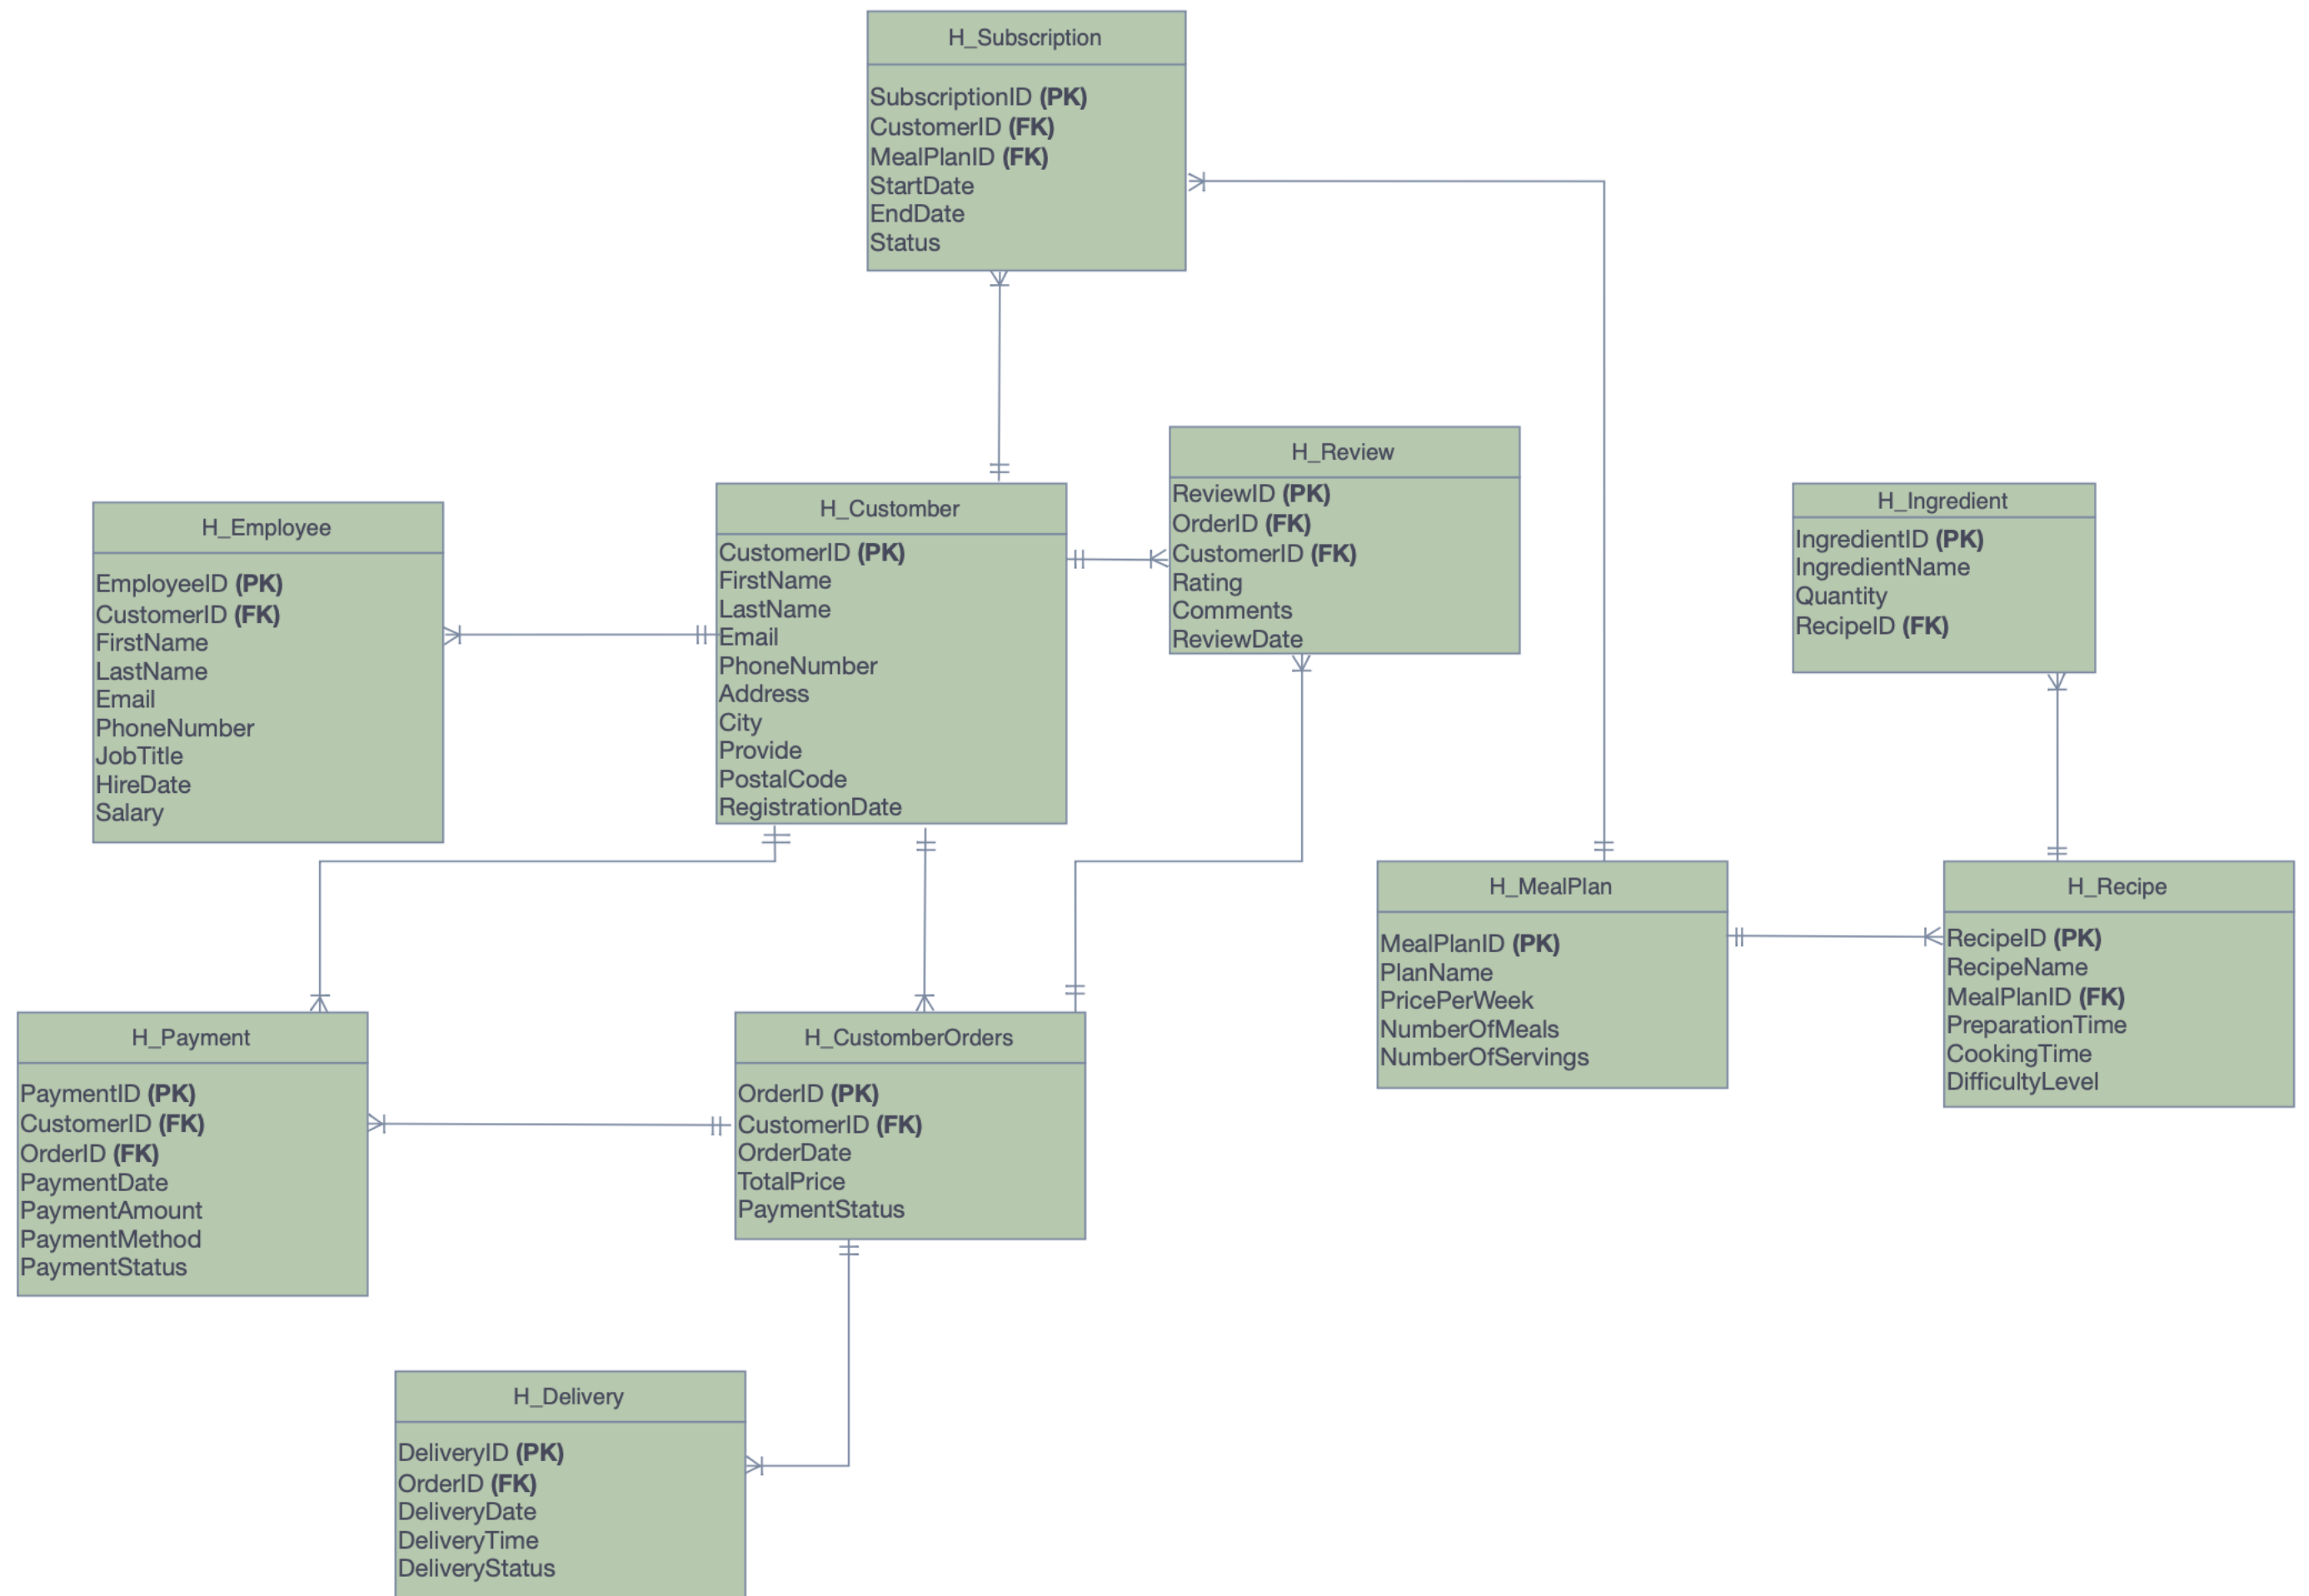 H_Subscription
SubscriptionID (PK)
CustomerID (FK)
MealPlanID (FK)
StartDate
EndDate
Status
H_Review
ReviewID (PK)
OrderID (FK)
CustomerID (FK)
Rating
Comments
ReviewDate
H_Employee
EmployeeID (PK)
CustomerID (FK)
FirstName
LastName
Email
PhoneNumber
JobTitle
HireDate
Salary
H_Customber
CustomerID (PK)
FirstName
LastName
Email
PhoneNumber
Address
City
Provide
PostalCode
RegistrationDate
H_Ingredient
IngredientID (PK)
IngredientName
Quantity
RecipeID (FK)
H_MealPlan
MealPlanID (PK)
PlanName
PricePerWeek
NumberOfMeals
NumberOfServings
H_Recipe
RecipeID (PK)
RecipeName
MealPlanID (FK)
PreparationTime
CookingTime
DifficultyLevel
H_Payment
PaymentID (PK)
CustomerID (FK)
OrderID (FK)
PaymentDate
PaymentAmount
PaymentMethod
PaymentStatus
H_CustomberOrders
OrderID (PK)
CustomerID (FK)
OrderDate
TotalPrice
PaymentStatus
H_Delivery
DeliveryID (PK)
OrderID (FK)
DeliveryDate
DeliveryTime
DeliveryStatus